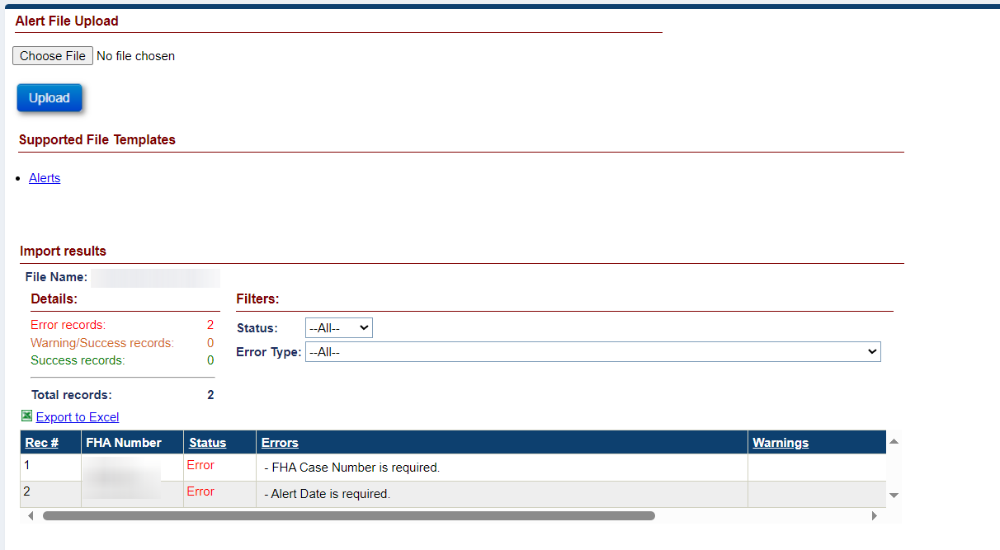 Alert File Upload
Choose File No file chosen
Upload
Supported File Templates
Alerts
Import results
File Name:
Details:
Filters:
Error records: 2
Status: --All--
Warning/Success records: 0
Error Type: --All--
Success records: 0
Total records: 2
Export to Excel
Rec # FHA Number Status Errors Warnings
1 Error - FHA Case Number is required.
2 Error - Alert Date is required.